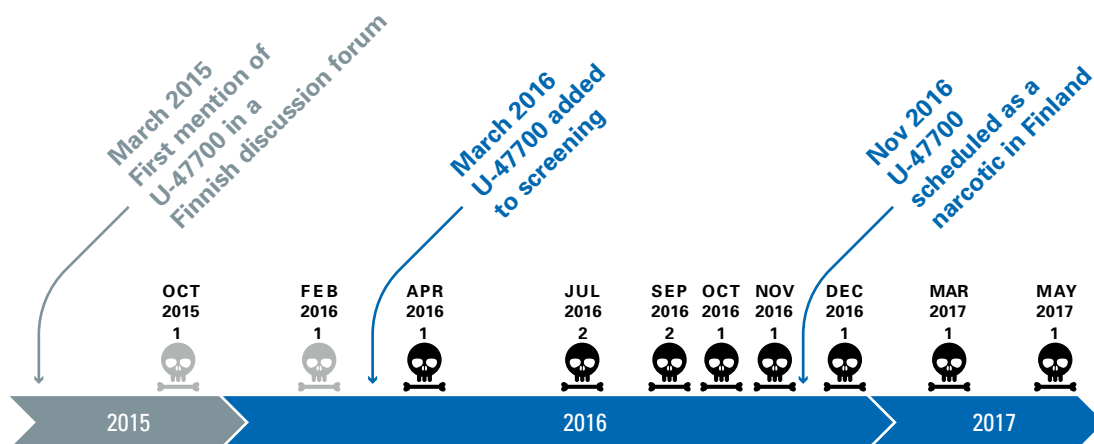 March 2015
First mention of
U-47700 in a
Finnish discussion forum
March 2016
U-47700 added
to screening
Nov 2016
U-47700
scheduled as a
narcotic in Finland
OCT
2015
1
FEB
2016
1
APR
2016
1
JUL
2016
2
SEP
2016
2
OCT
2016
1
NOV
2016
1
DEC
2016
1
MAR
2017
1
MAY
2017
1
2015
2016
2017